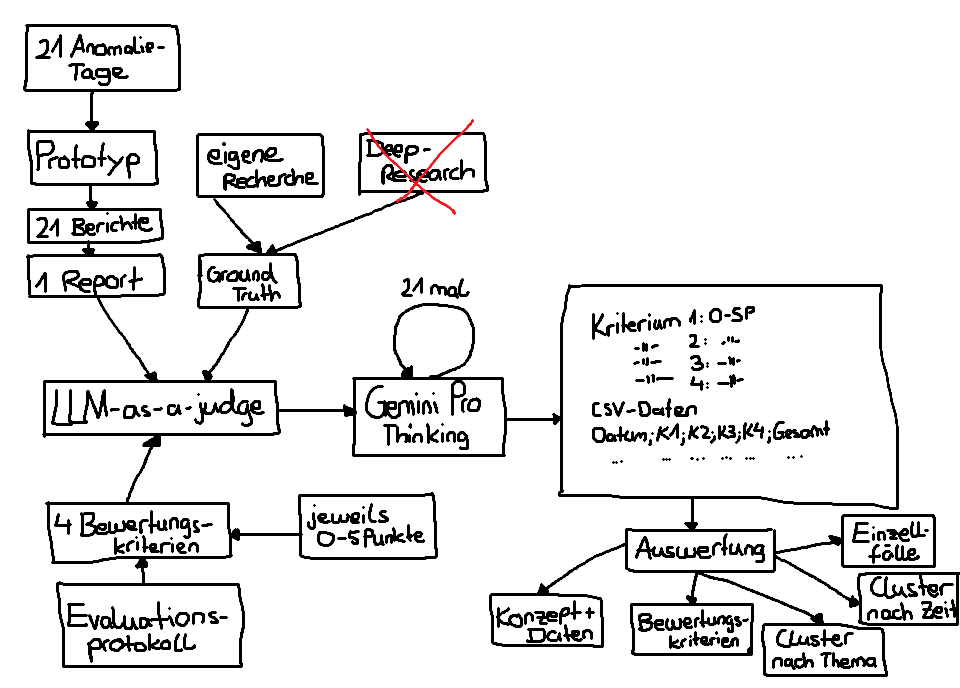 21 Anomalie-
Tage
Prototyp
eigene
Recherche
Deep-
Research
21 Berichte
1 Report
Ground
Truth
21 mal
LLM-as-a-judge
Gemini Pro
Thinking
Kriterium 1: 0-5P
-"- 2: -"-
-"- 3: -"-
-"- 4: -"-
CSV-Daten
Datum;K1;K2;K3;K4;Gesamt
... ... ... ... ... ...
4 Bewertungs-
kriterien
jeweils
0-5 Punkte
Evaluations-
protokoll
Auswertung
Einzell-
fälle
Cluster
nach Zeit
Konzept +
Daten
Bewertungs-
kriterien
Cluster
nach Thema